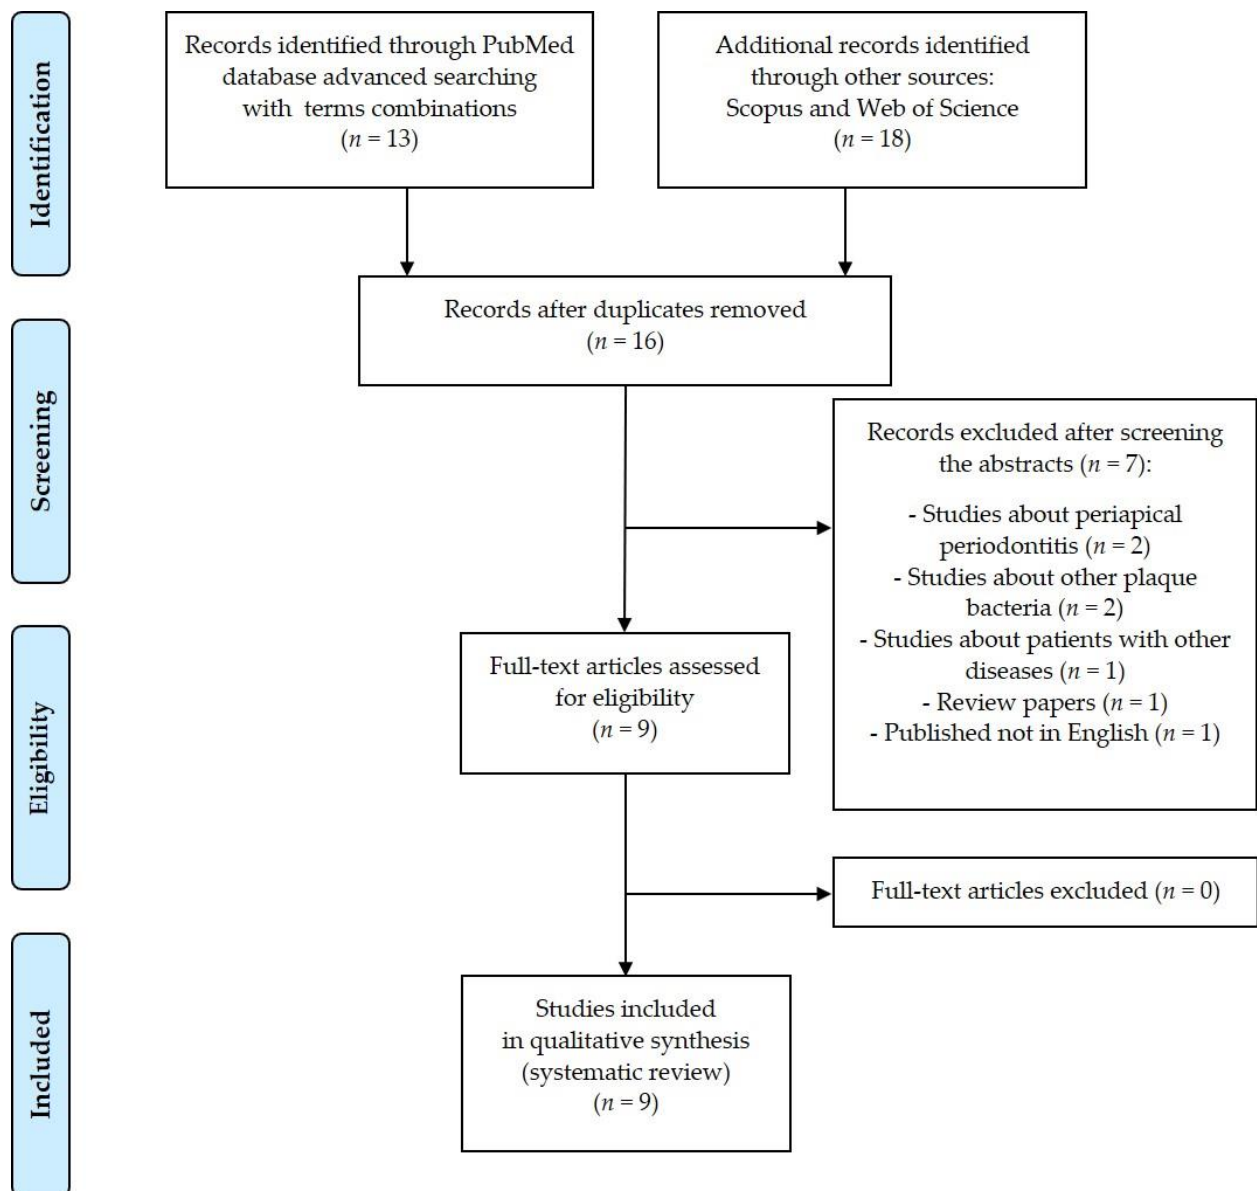 Identification
Records identified through PubMed
database advanced searching
with terms combinations
(n = 13)
Additional records identified
through other sources:
Scopus and Web of Science
(n = 18)
Records after duplicates removed
(n = 16)
Screening
Records excluded after screening
the abstracts (n = 7):
- Studies about periapical
periodontitis (n = 2)
- Studies about other plaque
bacteria (n = 2)
- Studies about patients with other
diseases (n = 1)
- Review papers (n = 1)
- Published not in English (n = 1)
Eligibility
Full-text articles assessed
for eligibility
(n = 9)
Full-text articles excluded (n = 0)
Included
Studies included
in qualitative synthesis
(systematic review)
(n = 9)